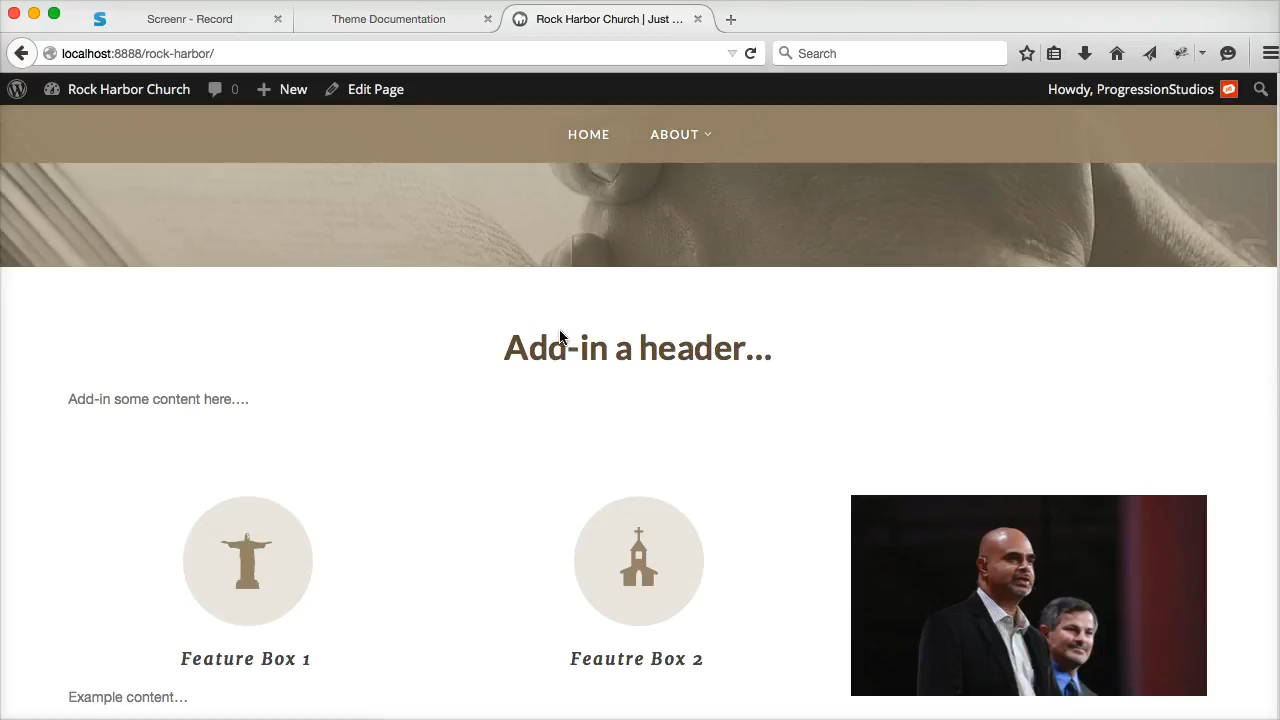 Screenr - Record
Theme Documentation
Rock Harbor Church | Just ...
localhost:8888/rock-harbor/
Search
Rock Harbor Church
0
New
Edit Page
Howdy, ProgressionStudios
HOME
ABOUT
Add-in a header...
Add-in some content here....
Feature Box 1
Feautre Box 2
Example content...